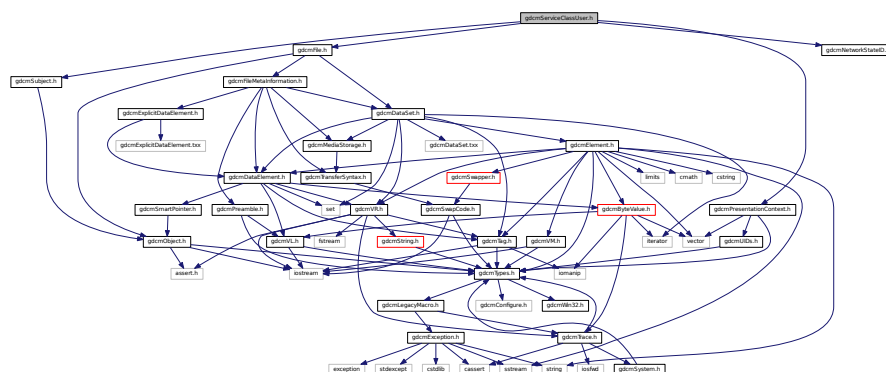 gdcmServiceClassUser.h
gdcmFile.h
gdcmNetworkStateID.
gdcmSubject.h
gdcmFileMetaInformation.h
gdcmExplicitDataElement.h
gdcmDataSet.h
gdcmExplicitDataElement.txx
gdcmMediaStorage.h
gdcmDataSet.txx
gdcmElement.h
gdcmDataElement.h
gdcmTransferSyntax.h
gdcmSwapper.h
limits
cmath
cstring
gdcmSmartPointer.h
gdcmPreamble.h
set
gdcmVR.h
gdcmSwapCode.h
gdcmByteValue.h
gdcmPresentationContext.h
gdcmObject.h
gdcmVL.h
fstream
gdcmString.h
gdcmTag.h
gdcmVM.h
iterator
vector
gdcmUIDs.h
assert.h
iostream
gdcmTypes.h
iomanip
gdcmLegacyMacro.h
gdcmConfigure.h
gdcmWin32.h
gdcmException.h
gdcmTrace.h
exception
stdexcept
cstdlib
cassert
sstream
string
iosfwd
gdcmSystem.h